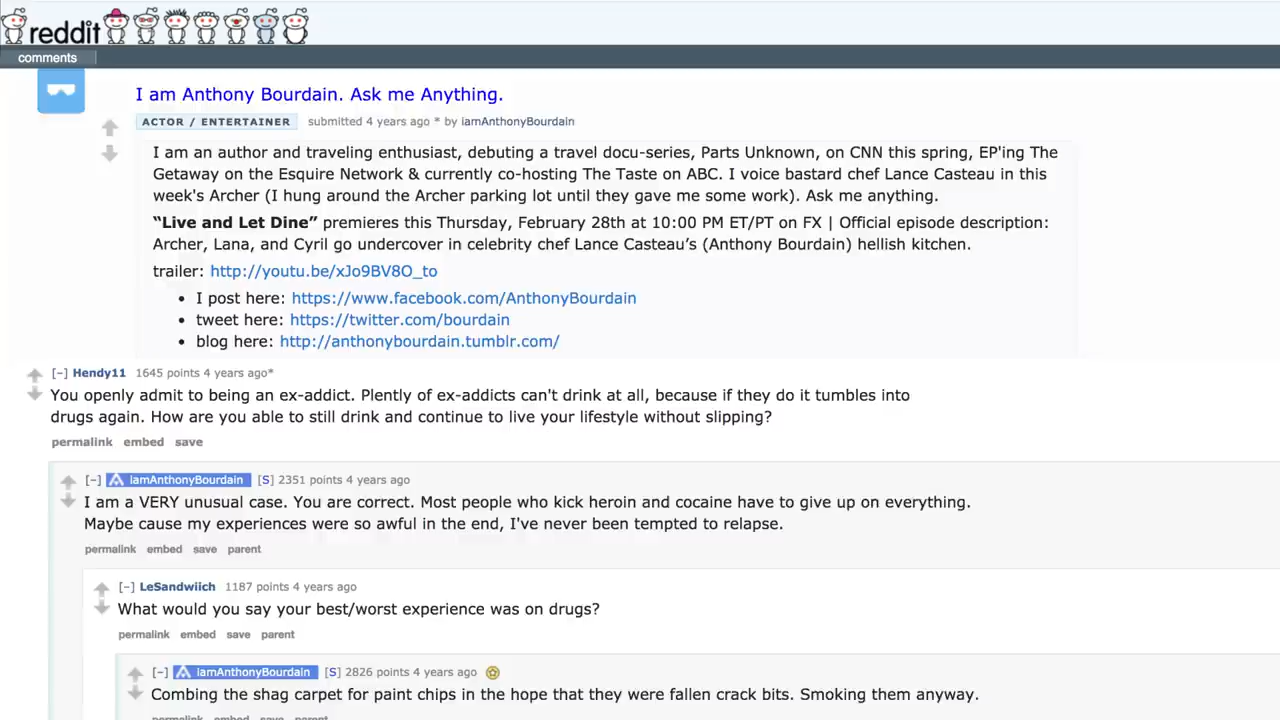 reddit
comments
I am Anthony Bourdain. Ask me Anything.
ACTOR / ENTERTAINER submitted 4 years ago * by iamAnthonyBourdain
I am an author and traveling enthusiast, debuting a travel docu-series, Parts Unknown, on CNN this spring, EP'ing The
Getaway on the Esquire Network & currently co-hosting The Taste on ABC. I voice bastard chef Lance Casteau in this
week's Archer (I hung around the Archer parking lot until they gave me some work). Ask me anything.
“Live and Let Dine” premieres this Thursday, February 28th at 10:00 PM ET/PT on FX | Official episode description:
Archer, Lana, and Cyril go undercover in celebrity chef Lance Casteau’s (Anthony Bourdain) hellish kitchen.
trailer: http://youtu.be/xJo9BV8O_to
• I post here: https://www.facebook.com/AnthonyBourdain
• tweet here: https://twitter.com/bourdain
• blog here: http://anthonybourdain.tumblr.com/
[–] Hendy11 1645 points 4 years ago*
You openly admit to being an ex-addict. Plently of ex-addicts can't drink at all, because if they do it tumbles into
drugs again. How are you able to still drink and continue to live your lifestyle without slipping?
permalink embed save
[–] iamAnthonyBourdain [S] 2351 points 4 years ago
I am a VERY unusual case. You are correct. Most people who kick heroin and cocaine have to give up on everything.
Maybe cause my experiences were so awful in the end, I've never been tempted to relapse.
permalink embed save parent
[–] LeSandwiich 1187 points 4 years ago
What would you say your best/worst experience was on drugs?
permalink embed save parent
[–] iamAnthonyBourdain [S] 2826 points 4 years ago
Combing the shag carpet for paint chips in the hope that they were fallen crack bits. Smoking them anyway.
permalink embed save parent